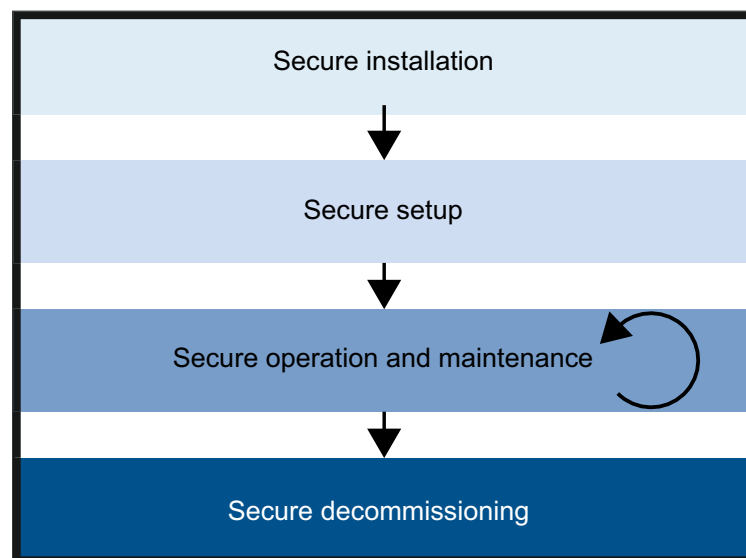 Secure installation
Secure setup
Secure operation and maintenance
Secure decommissioning